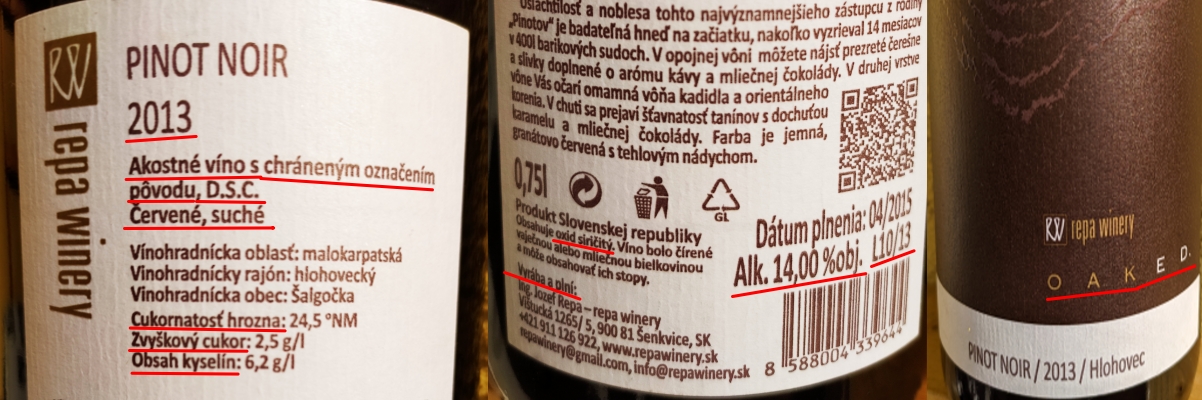 RW
repa winery
PINOT NOIR
2013
Akostné víno s chráneným označením
pôvodu, D.S.C.
Červené, suché
Vinohradnícka oblasť: malokarpatská
Vinohradnícky rajón: hlohovecký
Vinohradnícka obec: Šalgočka
Cukornatosť hrozna: 24,5 °NM
Zvyškový cukor: 2,5 g/l
Obsah kyselín: 6,2 g/l
Ušľachtilosť a noblesa tohto najvýznamnejšieho zástupcu z rodiny
„Pinotov“ je badateľná hneď na začiatku, nakoľko vyzrieval 14 mesiacov
v 400l barikových sudoch. V opojnej vôni môžete nájsť prezreté čerešne
a slivky doplnené o arómu kávy a mliečnej čokolády. V druhej vrstve
vône Vás očarí omamná vôňa kadidla a orientálneho
korenia. V chuti sa prejaví šťavnatosť tanínov s dochuťou
karamelu a mliečnej čokolády. Farba je jemná,
granátovo červená s tehlovým nádychom.
0,75l
GL
Produkt Slovenskej republiky
Obsahuje oxid siričitý. Víno bolo čírené
vaječnou alebo mliečnou bielkovinou
a môže obsahovať ich stopy.
Vyrába a plní:
Ing. Jozef Repa – repa winery
Vištucká 1265/ 5, 900 81 Šenkvice, SK
+421 911 126 922, www.repawinery.sk
repawinery@gmail.com, info@repawinery.sk
Dátum plnenia: 04/2015
Alk. 14,00 %obj. L10/13
8 588004 339644
RW repa winery
OAKED.
PINOT NOIR / 2013 / Hlohovec